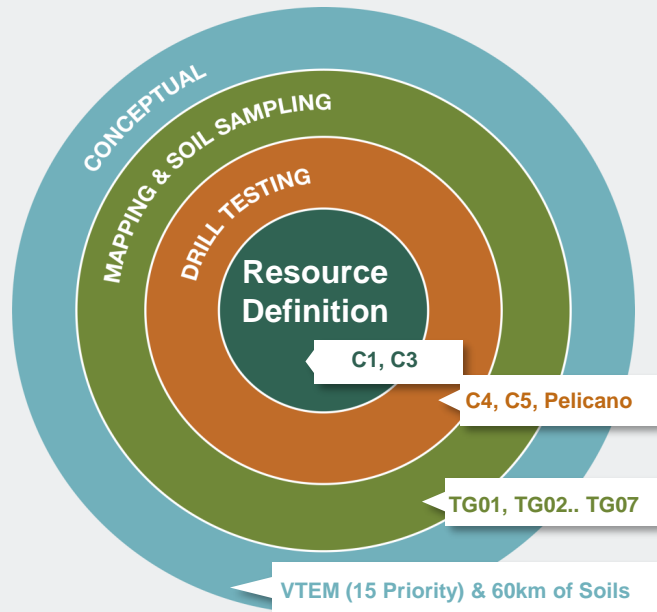 CONCEPTUAL
MAPPING & SOIL SAMPLING
DRILL TESTING
Resource
Definition
C1, C3
C4, C5, Pelicano
TG01, TG02.. TG07
VTEM (15 Priority) & 60km of Soils